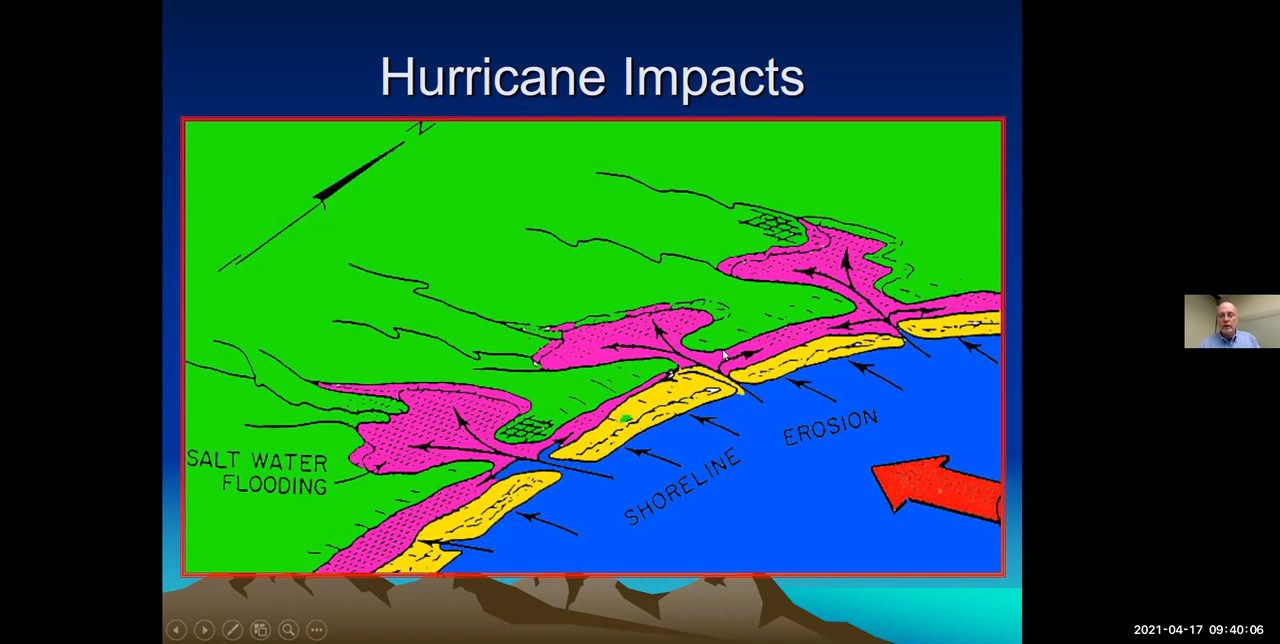 Hurricane Impacts
N
SALT WATER
FLOODING
SHORELINE
EROSION
2021-04-17 09:40:06